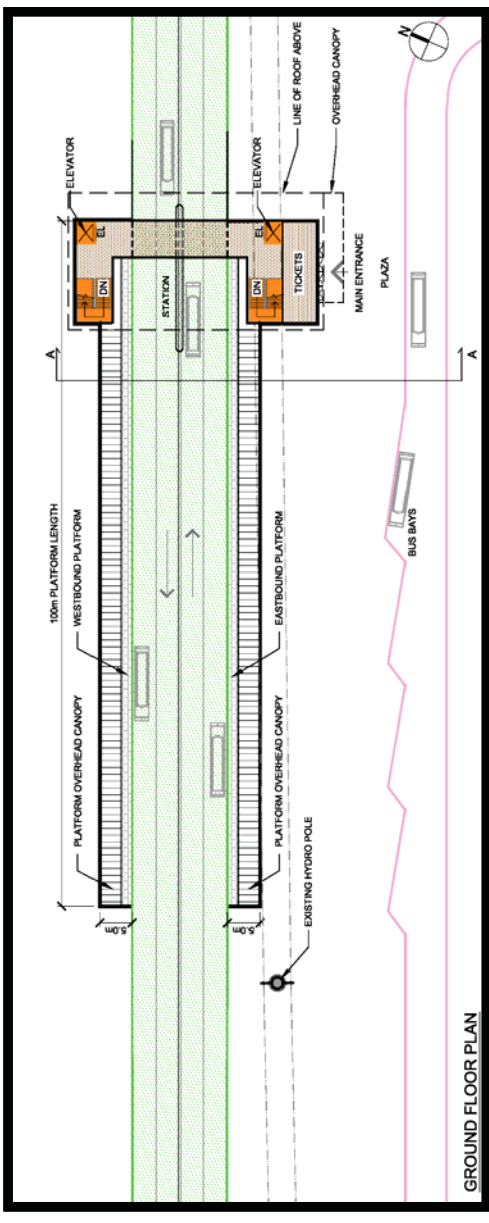 100m PLATFORM LENGTH
ELEVATOR
PLATFORM OVERHEAD CANOPY
WESTBOUND PLATFORM
A
EL
DN
5.0m
STATION
ELEVATOR
EL
DN
TICKETS
5.0m
PLATFORM OVERHEAD CANOPY
EASTBOUND PLATFORM
LINE OF ROOF ABOVE
OVERHEAD CANOPY
EXISTING HYDRO POLE
MAIN ENTRANCE
PLAZA
BUS BAYS
A
N
GROUND FLOOR PLAN